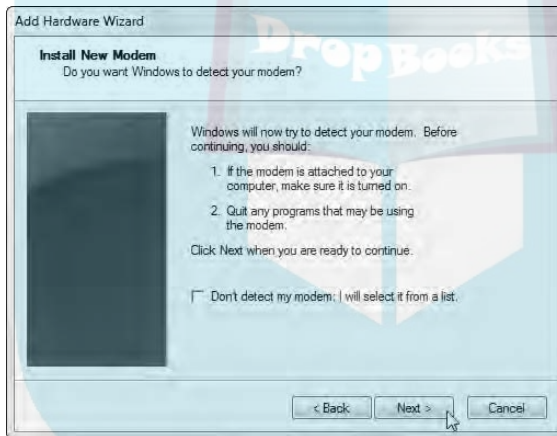 Add Hardware Wizard
Drop Books
Install New Modem
Do you want Windows to detect your modem?
Windows will now try to detect your modem. Before
continuing, you should:
1. If the modem is attached to your
computer, make sure it is turned on.
2. Quit any programs that may be using
the modem.
Click Next when you are ready to continue.
Don't detect my modem; I will select it from a list.
< Back
Next >
Cancel